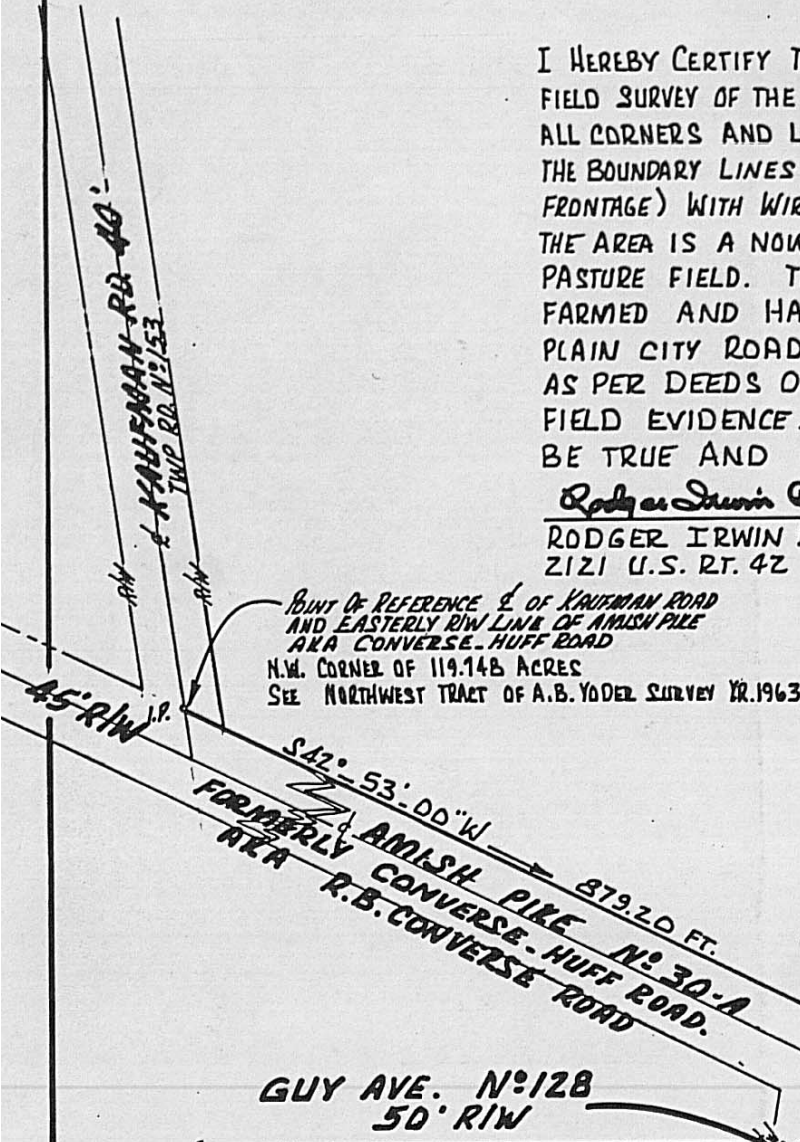 I HEREBY CERTIFY T
FIELD SURVEY OF THE
ALL CORNERS AND L
THE BOUNDARY LINES
FRONTAGE) WITH WIR
THE AREA IS A NOW
PASTURE FIELD. T
FARMED AND HA
PLAIN CITY ROAD
AS PER DEEDS O
FIELD EVIDENCE.
BE TRUE AND
Rodger Irwin
RODGER IRWIN
2121 U.S. RT. 42
℄ KAUFMAN RD. 40'
TWP RD. Nº 153
R/W
R/W
POINT OF REFERENCE ℄ OF KAUFMAN ROAD
AND EASTERLY R/W LINE OF AMISH PIKE
AKA CONVERSE-HUFF ROAD
N.W. CORNER OF 119.748 ACRES
SEE NORTHWEST TRACT OF A.B. YODER SURVEY YR. 1963
45' R/W
I.P.
S42°-53'-00"W
879.20 FT.
℄ AMISH PIKE Nº 30-A
FORMERLY CONVERSE-HUFF ROAD.
AKA R.B. CONVERSE ROAD
GUY AVE. Nº 128
50' R/W